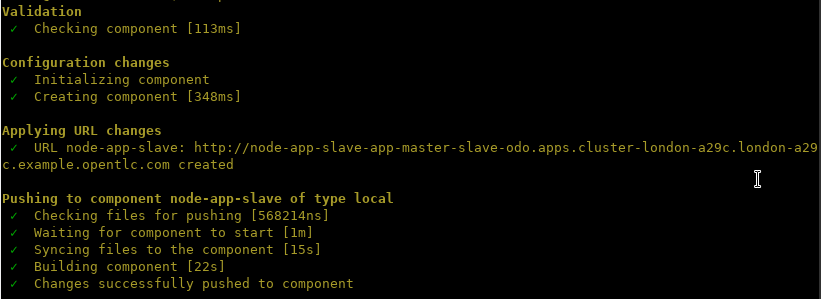 Validation
✓ Checking component [113ms]
Configuration changes
✓ Initializing component
✓ Creating component [348ms]
Applying URL changes
✓ URL node-app-slave: http://node-app-slave-app-master-slave-odo.apps.cluster-london-a29c.london-a29
c.example.opentlc.com created
Pushing to component node-app-slave of type local
✓ Checking files for pushing [568214ns]
✓ Waiting for component to start [1m]
✓ Syncing files to the component [15s]
✓ Building component [22s]
✓ Changes successfully pushed to component